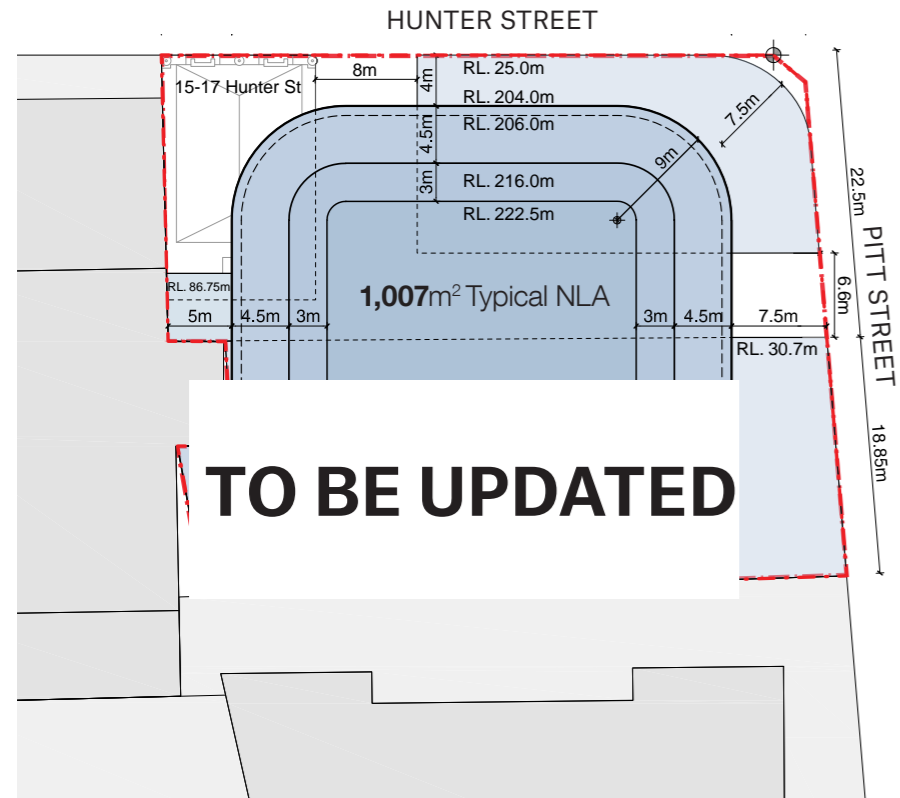 HUNTER STREET
8m
4m
RL. 25.0m
15-17 Hunter St
RL. 204.0m
7.5m
4.5m
RL. 206.0m
9m
3m
RL. 216.0m
22.5m
RL. 222.5m
PITT STREET
RL. 86.75m
1,007m² Typical NLA
6.6m
5m
4.5m
3m
3m
4.5m
7.5m
RL. 30.7m
18.85m
TO BE UPDATED